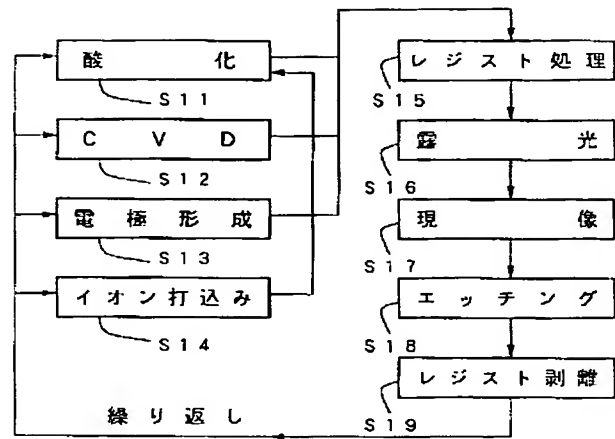 酸化
S11
CVD
S12
電極形成
S13
イオン打込み
S14
繰り返し
レジスト処理
S15
露光
S16
現像
S17
エッチング
S18
レジスト剥離
S19